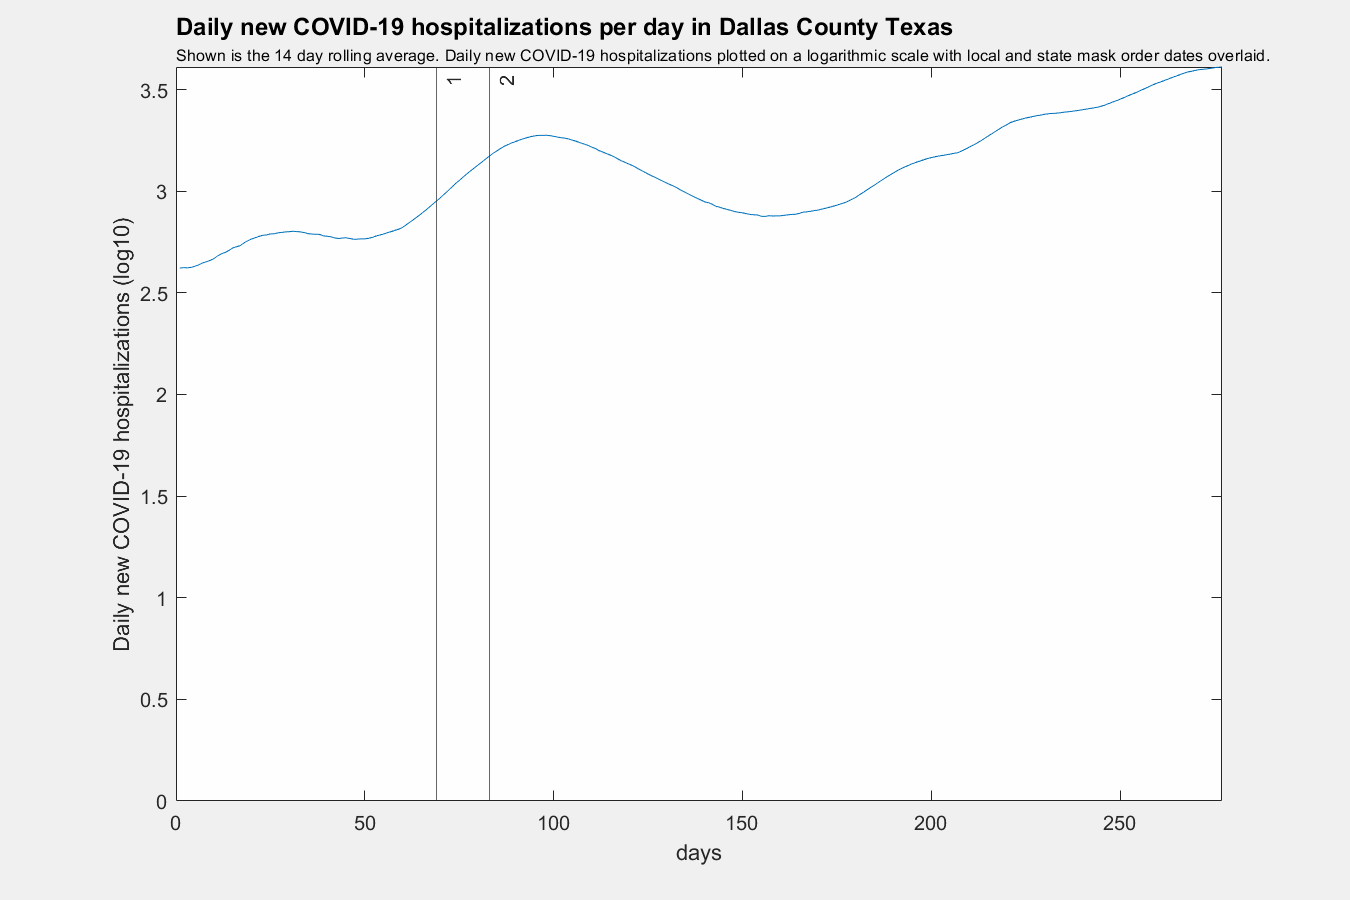 Daily new COVID-19 hospitalizations per day in Dallas County Texas
Shown is the 14 day rolling average. Daily new COVID-19 hospitalizations plotted on a logarithmic scale with local and state mask order dates overlaid.
1
2
3.5
3
2.5
2
1.5
1
0.5
0
Daily new COVID-19 hospitalizations (log10)
0 50 100 150 200 250
days